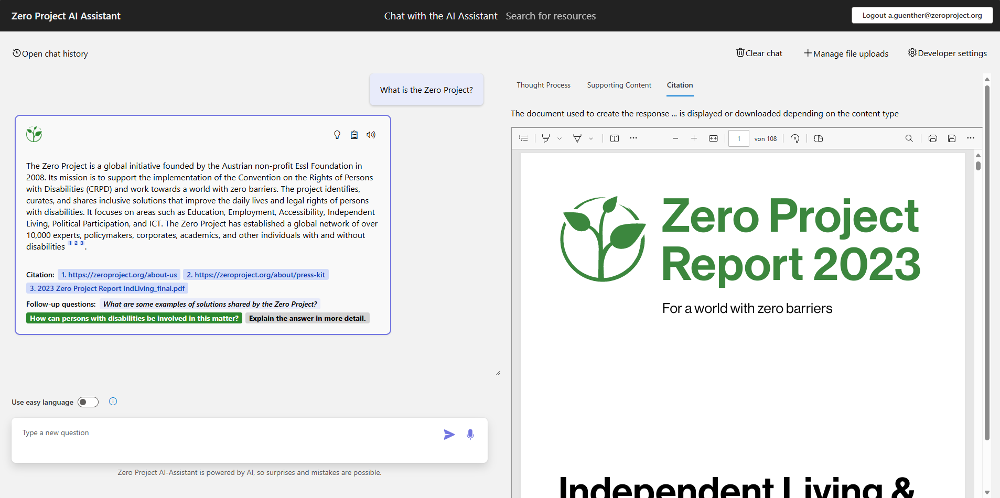 Zero Project AI Assistant
Chat with the AI Assistant
Search for resources
Logout a.guenther@zeroproject.org
Open chat history
Clear chat
Manage file uploads
Developer settings
What is the Zero Project?
The Zero Project is a global initiative founded by the Austrian non-profit Essl Foundation in
2008. Its mission is to support the implementation of the Convention on the Rights of Persons
with Disabilities (CRPD) and work towards a world with zero barriers. The project identifies,
curates, and shares inclusive solutions that improve the daily lives and legal rights of persons
with disabilities. It focuses on areas such as Education, Employment, Accessibility, Independent
Living, Political Participation, and ICT. The Zero Project has established a global network of over
10,000 experts, policymakers, corporates, academics, and other individuals with and without
disabilities 1 2 3.
Citation: 1. https://zeroproject.org/about-us 2. https://zeroproject.org/about/press-kit
3. 2023 Zero Project Report IndLiving_final.pdf
Follow-up questions: What are some examples of solutions shared by the Zero Project?
How can persons with disabilities be involved in this matter? Explain the answer in more detail.
Use easy language
Type a new question
Zero Project AI-Assistant is powered by AI, so surprises and mistakes are possible.
Thought Process
Supporting Content
Citation
The document used to create the response ... is displayed or downloaded depending on the content type
1 von 108
Zero Project
Report 2023
For a world with zero barriers
Independent Living &